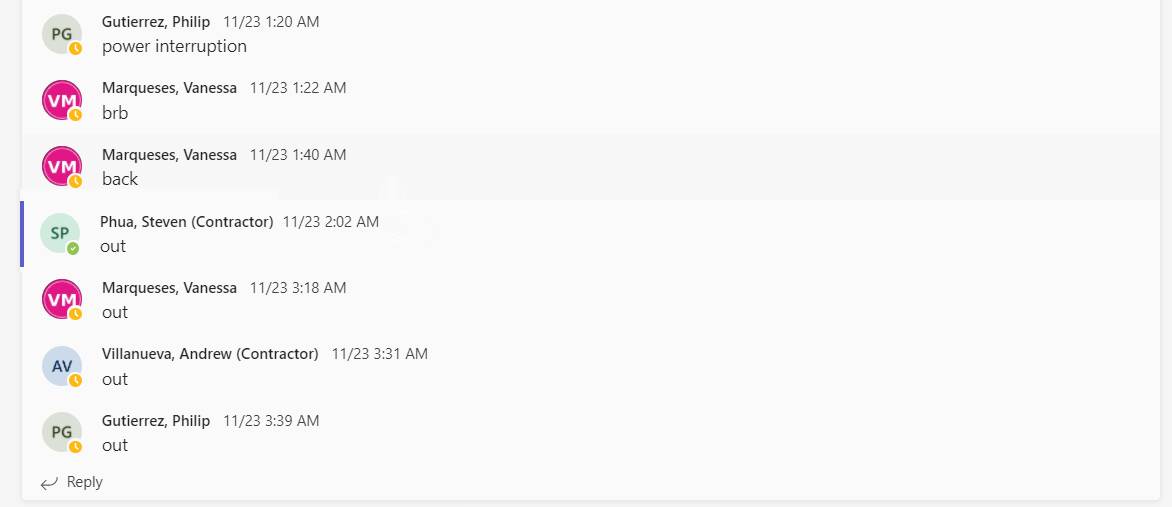 PG Gutierrez, Philip 11/23 1:20 AM
power interruption
VM Marqueses, Vanessa 11/23 1:22 AM
brb
VM Marqueses, Vanessa 11/23 1:40 AM
back
SP Phua, Steven (Contractor) 11/23 2:02 AM
out
VM Marqueses, Vanessa 11/23 3:18 AM
out
AV Villanueva, Andrew (Contractor) 11/23 3:31 AM
out
PG Gutierrez, Philip 11/23 3:39 AM
out
Reply